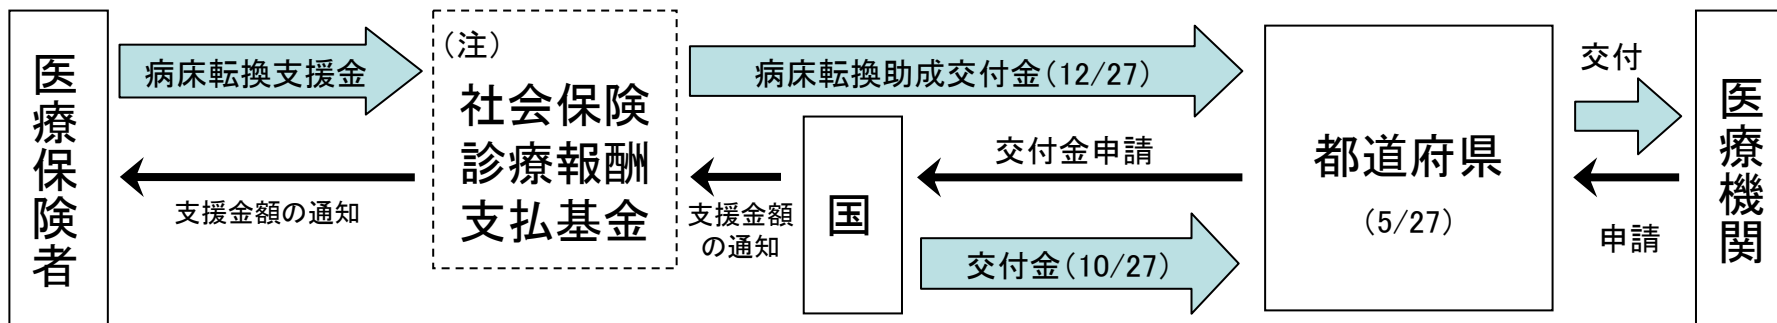 医療保険者
病床転換支援金
支援金額の通知
（注）
社会保険
診療報酬
支払基金
病床転換助成交付金（12/27）
支援金額
の通知
国
交付金申請
交付金（10/27）
都道府県
（5/27）
交付
申請
医療機関